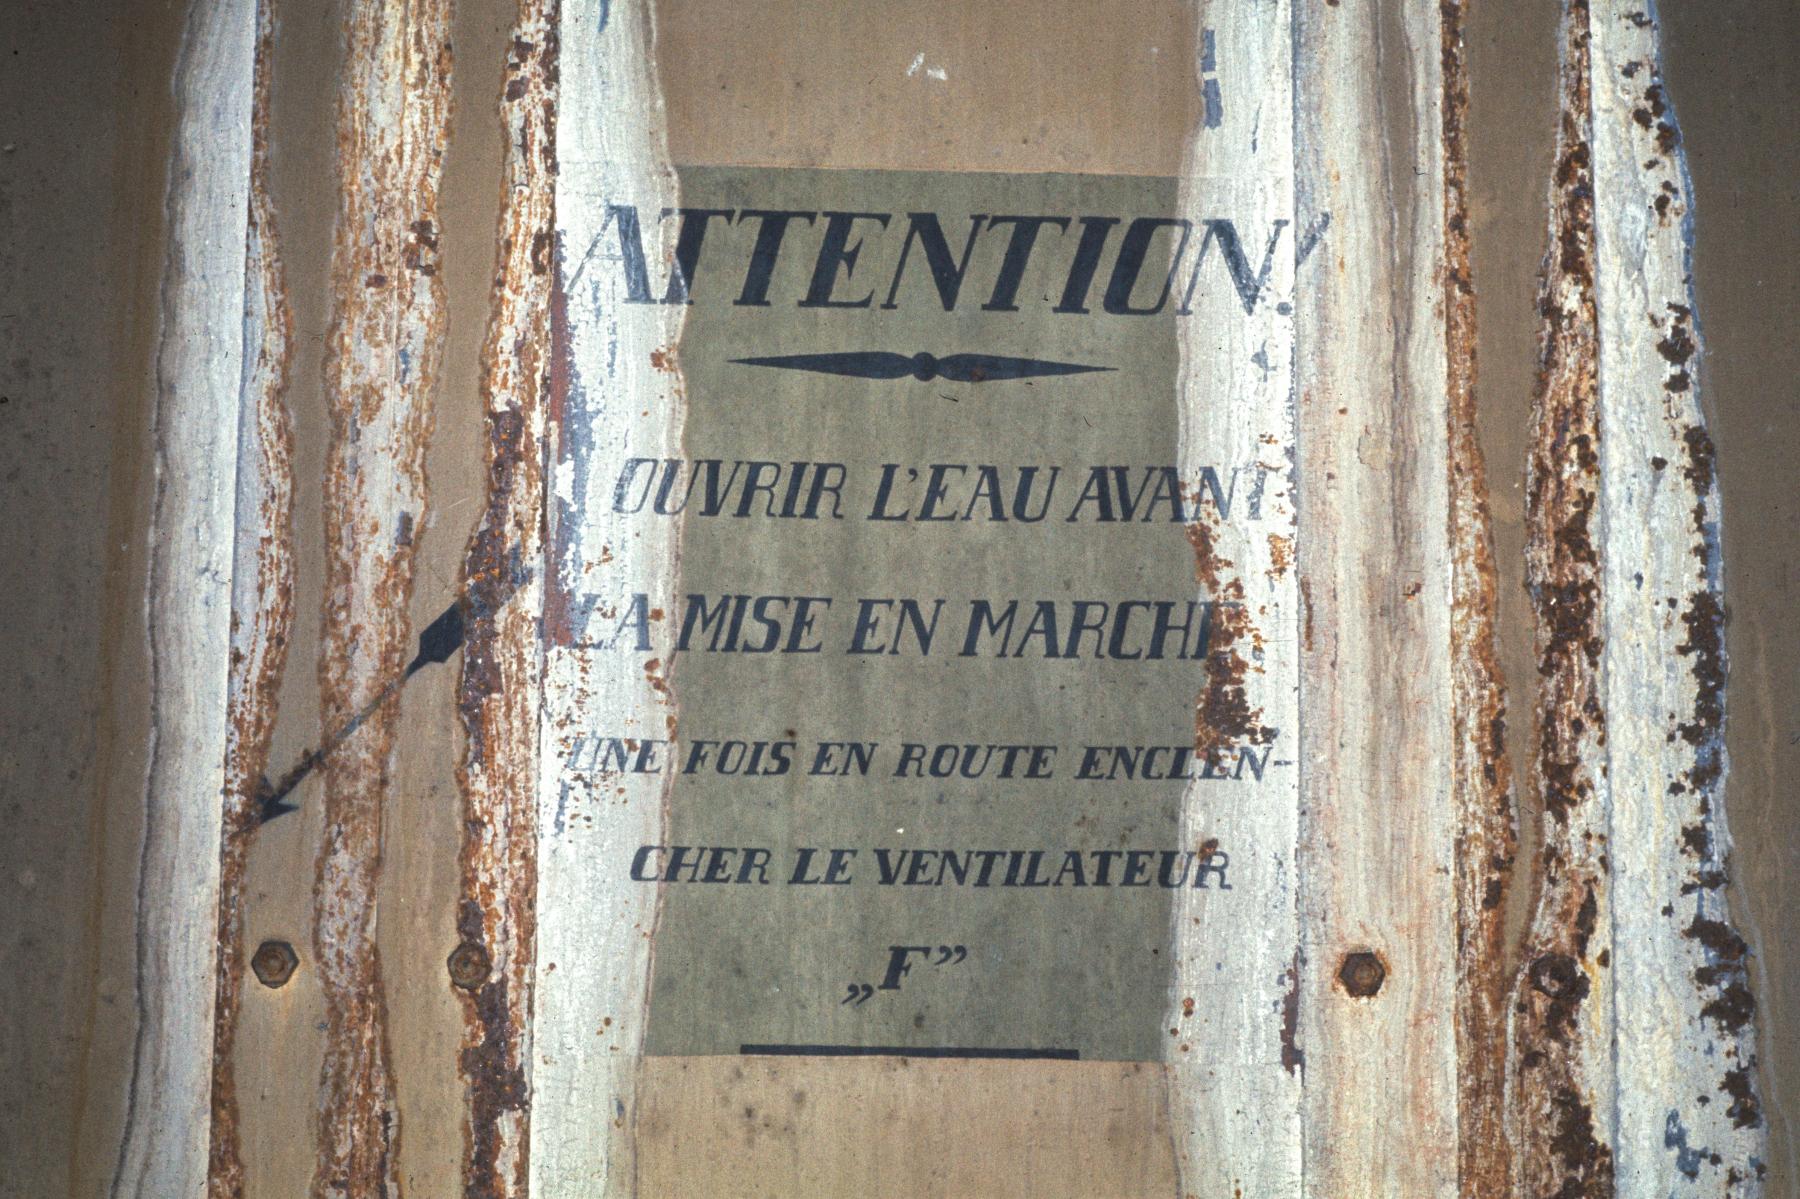 ATTENTION!
OUVRIR L'EAU AVANT
LA MISE EN MARCHE
UNE FOIS EN ROUTE ENCLEN-
CHER LE VENTILATEUR
„F”